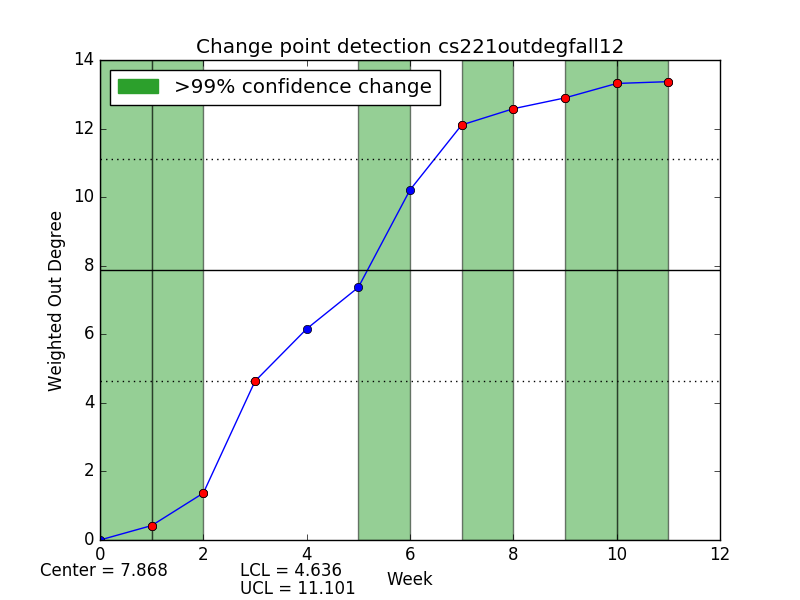 Change point detection cs221outdegfall12
>99% confidence change
14
12
10
8
6
4
2
0
Weighted Out Degree
0 2 4 6 8 10 12
Center = 7.868 LCL = 4.636 Week
UCL = 11.101